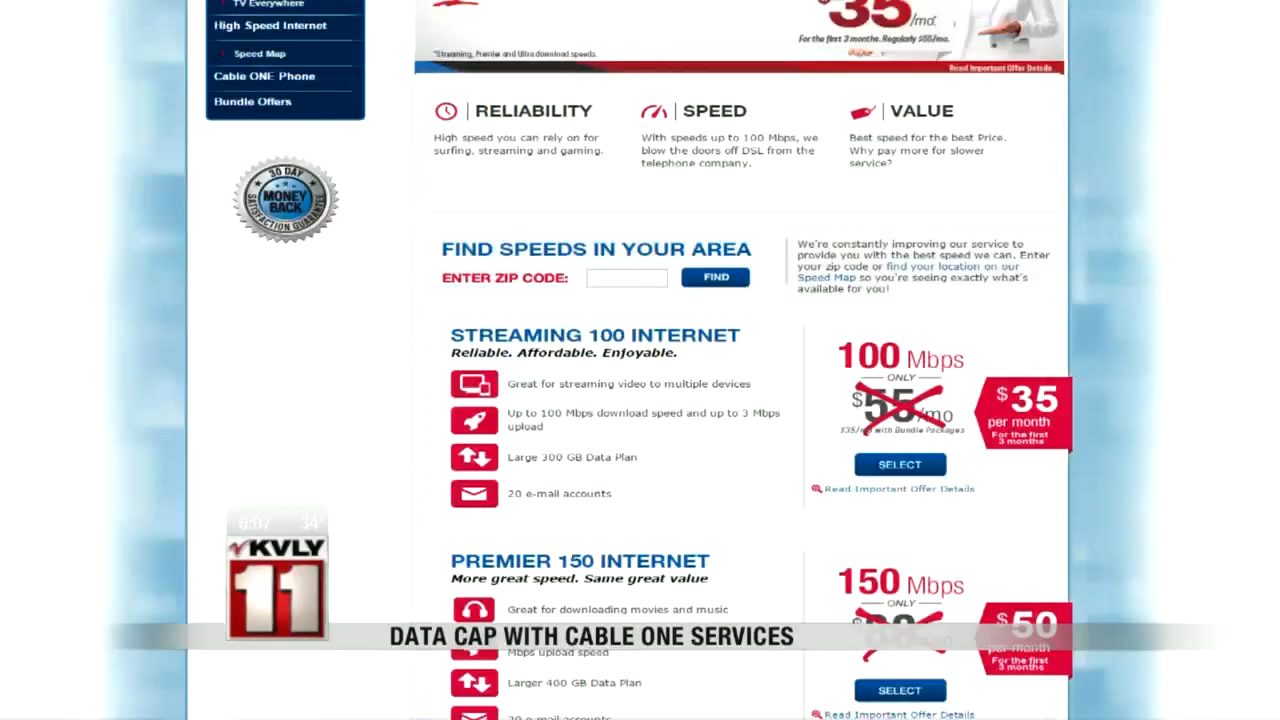 TV Everywhere
High Speed Internet
Speed Map
Cable ONE Phone
Bundle Offers
30 DAY
MONEY
BACK
SATISFACTION GUARANTEE
$35/mo*
For the first 3 months. Regularly $55/mo.
*Streaming, Premier and Ultra download speeds.
Read Important Offer Details
RELIABILITY
High speed you can rely on for
surfing, streaming and gaming.
SPEED
With speeds up to 100 Mbps, we
blow the doors off DSL from the
telephone company.
VALUE
Best speed for the best Price.
Why pay more for slower
service?
FIND SPEEDS IN YOUR AREA
ENTER ZIP CODE:
FIND
We're constantly improving our service to
provide you with the best speed we can. Enter
your zip code or find your location on our
Speed Map so you're seeing exactly what's
available for you!
STREAMING 100 INTERNET
Reliable. Affordable. Enjoyable.
Great for streaming video to multiple devices
Up to 100 Mbps download speed and up to 3 Mbps
upload
Large 300 GB Data Plan
20 e-mail accounts
100 Mbps
ONLY
$55/mo
$35/mo with Bundle Packages
$35
per month
For the first
3 months
SELECT
Read Important Offer Details
PREMIER 150 INTERNET
More great speed. Same great value
Great for downloading movies and music
Mbps upload speed
Larger 400 GB Data Plan
20 e-mail accounts
150 Mbps
ONLY
$50
per month
For the first
3 months
SELECT
Read Important Offer Details
6:07 34°
KVLY
11
DATA CAP WITH CABLE ONE SERVICES